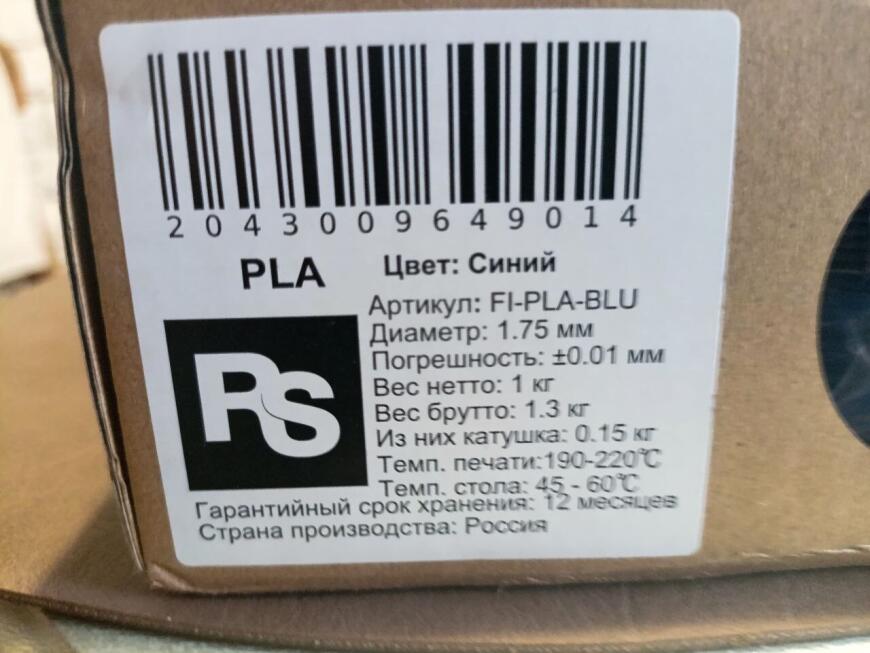 2043009649014
PLA
Цвет: Синий
Артикул: FI-PLA-BLU
Диаметр: 1.75 мм
Погрешность: ±0.01 мм
Вес нетто: 1 кг
Вес брутто: 1.3 кг
Из них катушка: 0.15 кг
Темп. печати:190-220℃
Темп. стола: 45 - 60℃
RS
Гарантийный срок хранения: 12 месяцев
Страна производства: Россия